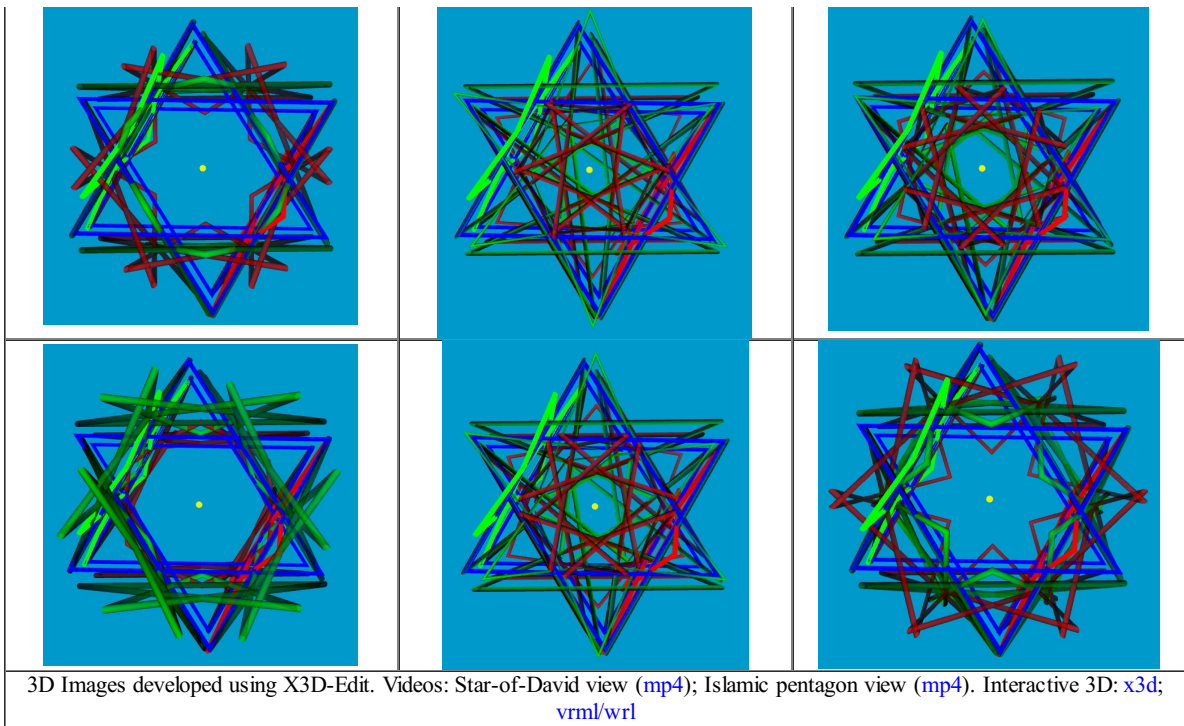 3D Images developed using X3D-Edit. Videos: Star-of-David view (mp4); Islamic pentagon view (mp4). Interactive 3D: x3d;
vrml/wrl